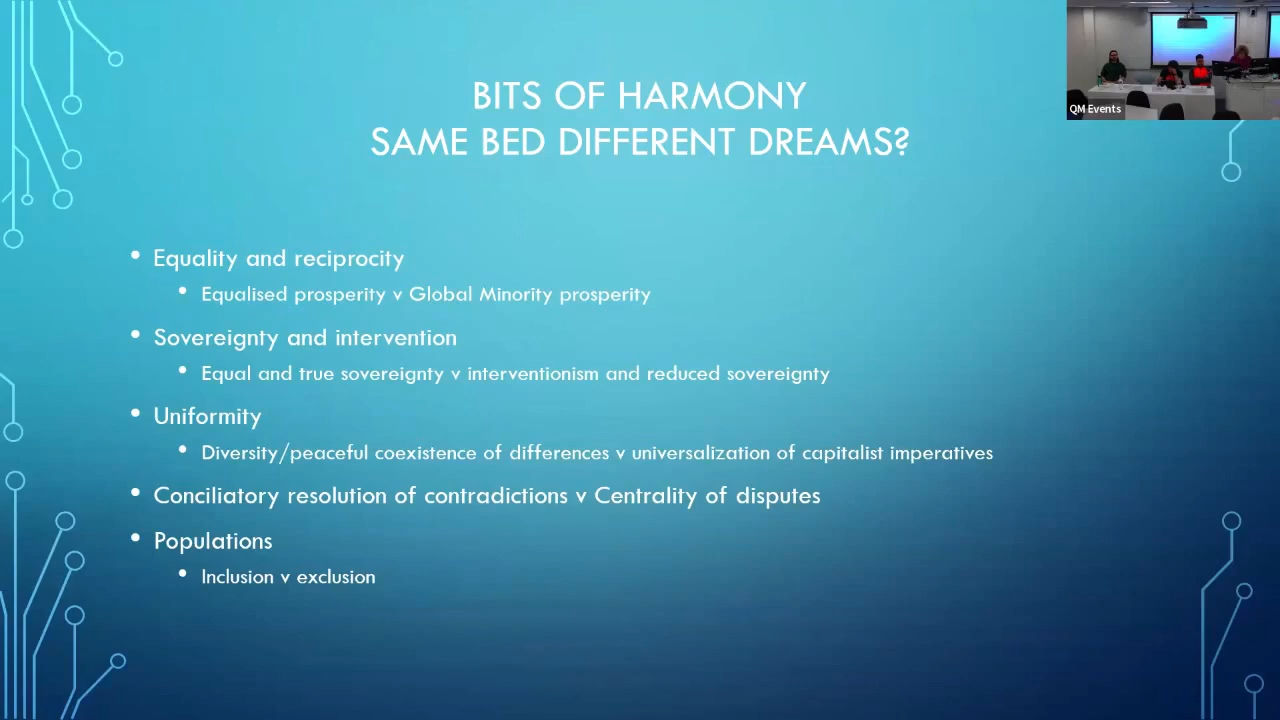 BITS OF HARMONY
SAME BED DIFFERENT DREAMS?
QM Events
• Equality and reciprocity
• Equalised prosperity v Global Minority prosperity
• Sovereignty and intervention
• Equal and true sovereignty v interventionism and reduced sovereignty
• Uniformity
• Diversity/peaceful coexistence of differences v universalization of capitalist imperatives
• Conciliatory resolution of contradictions v Centrality of disputes
• Populations
• Inclusion v exclusion